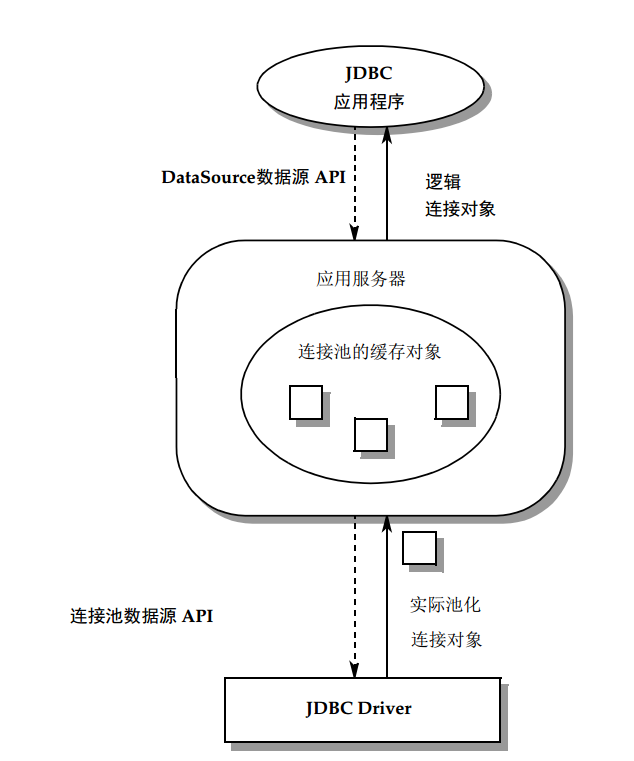 JDBC
应用程序
DataSource数据源 API
逻辑
连接对象
应用服务器
连接池的缓存对象
实际池化
连接池数据源 API
连接对象
JDBC Driver